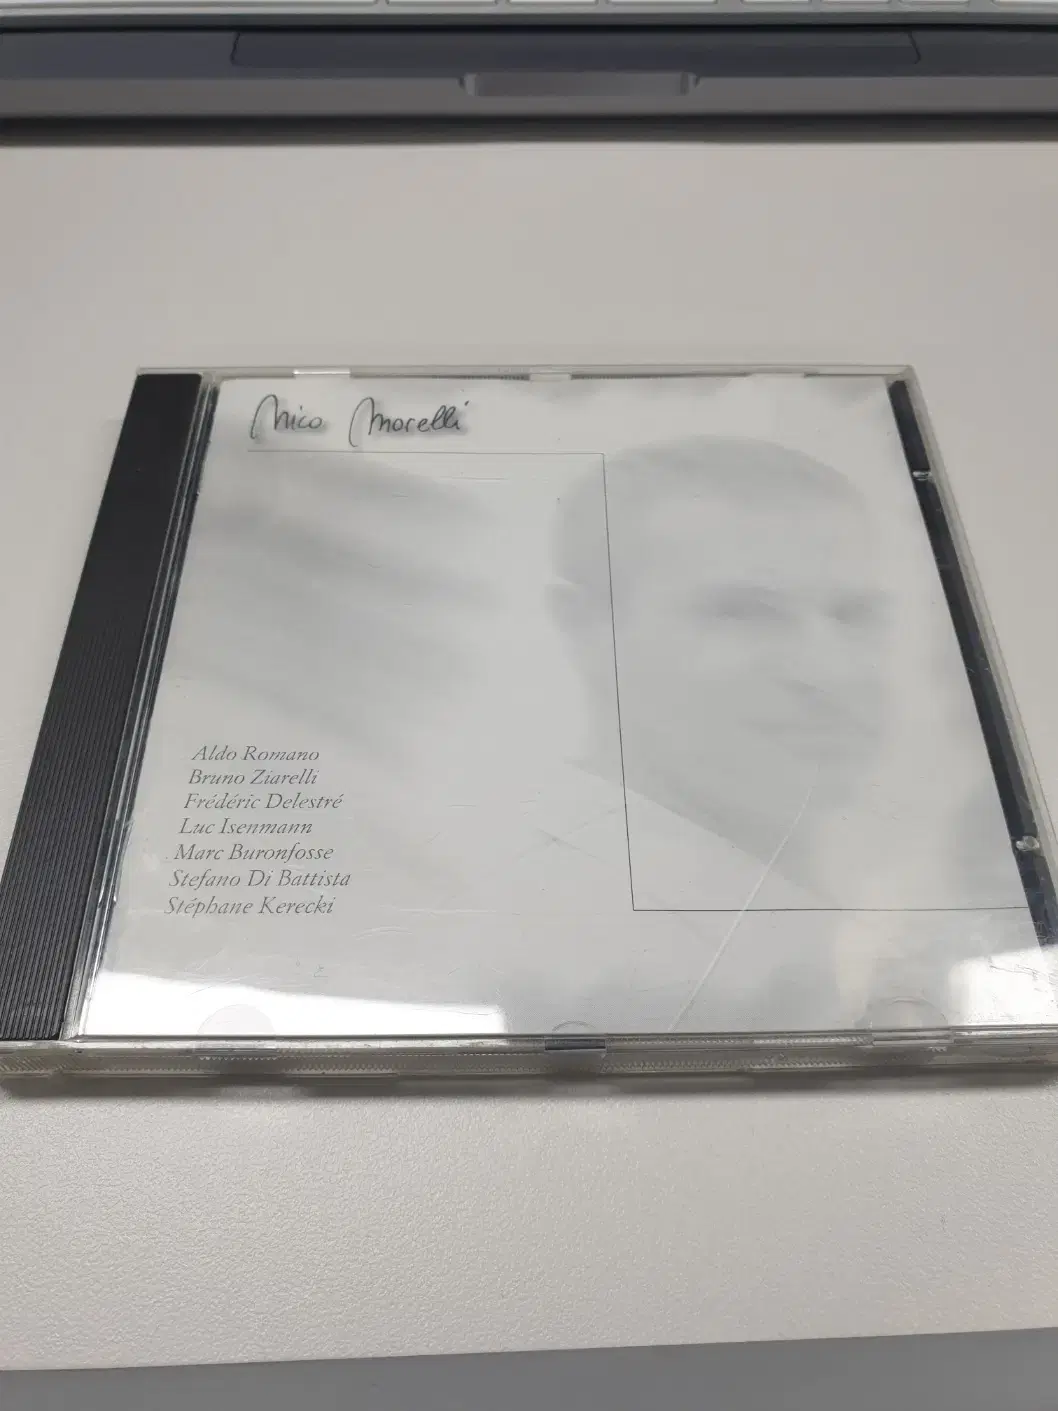 Nico Morelli
Aldo Romano
Bruno Ziarelli
Frédéric Delestré
Luc Isenmann
Marc Buronfosse
Stefano Di Battista
Stéphane Kerecki